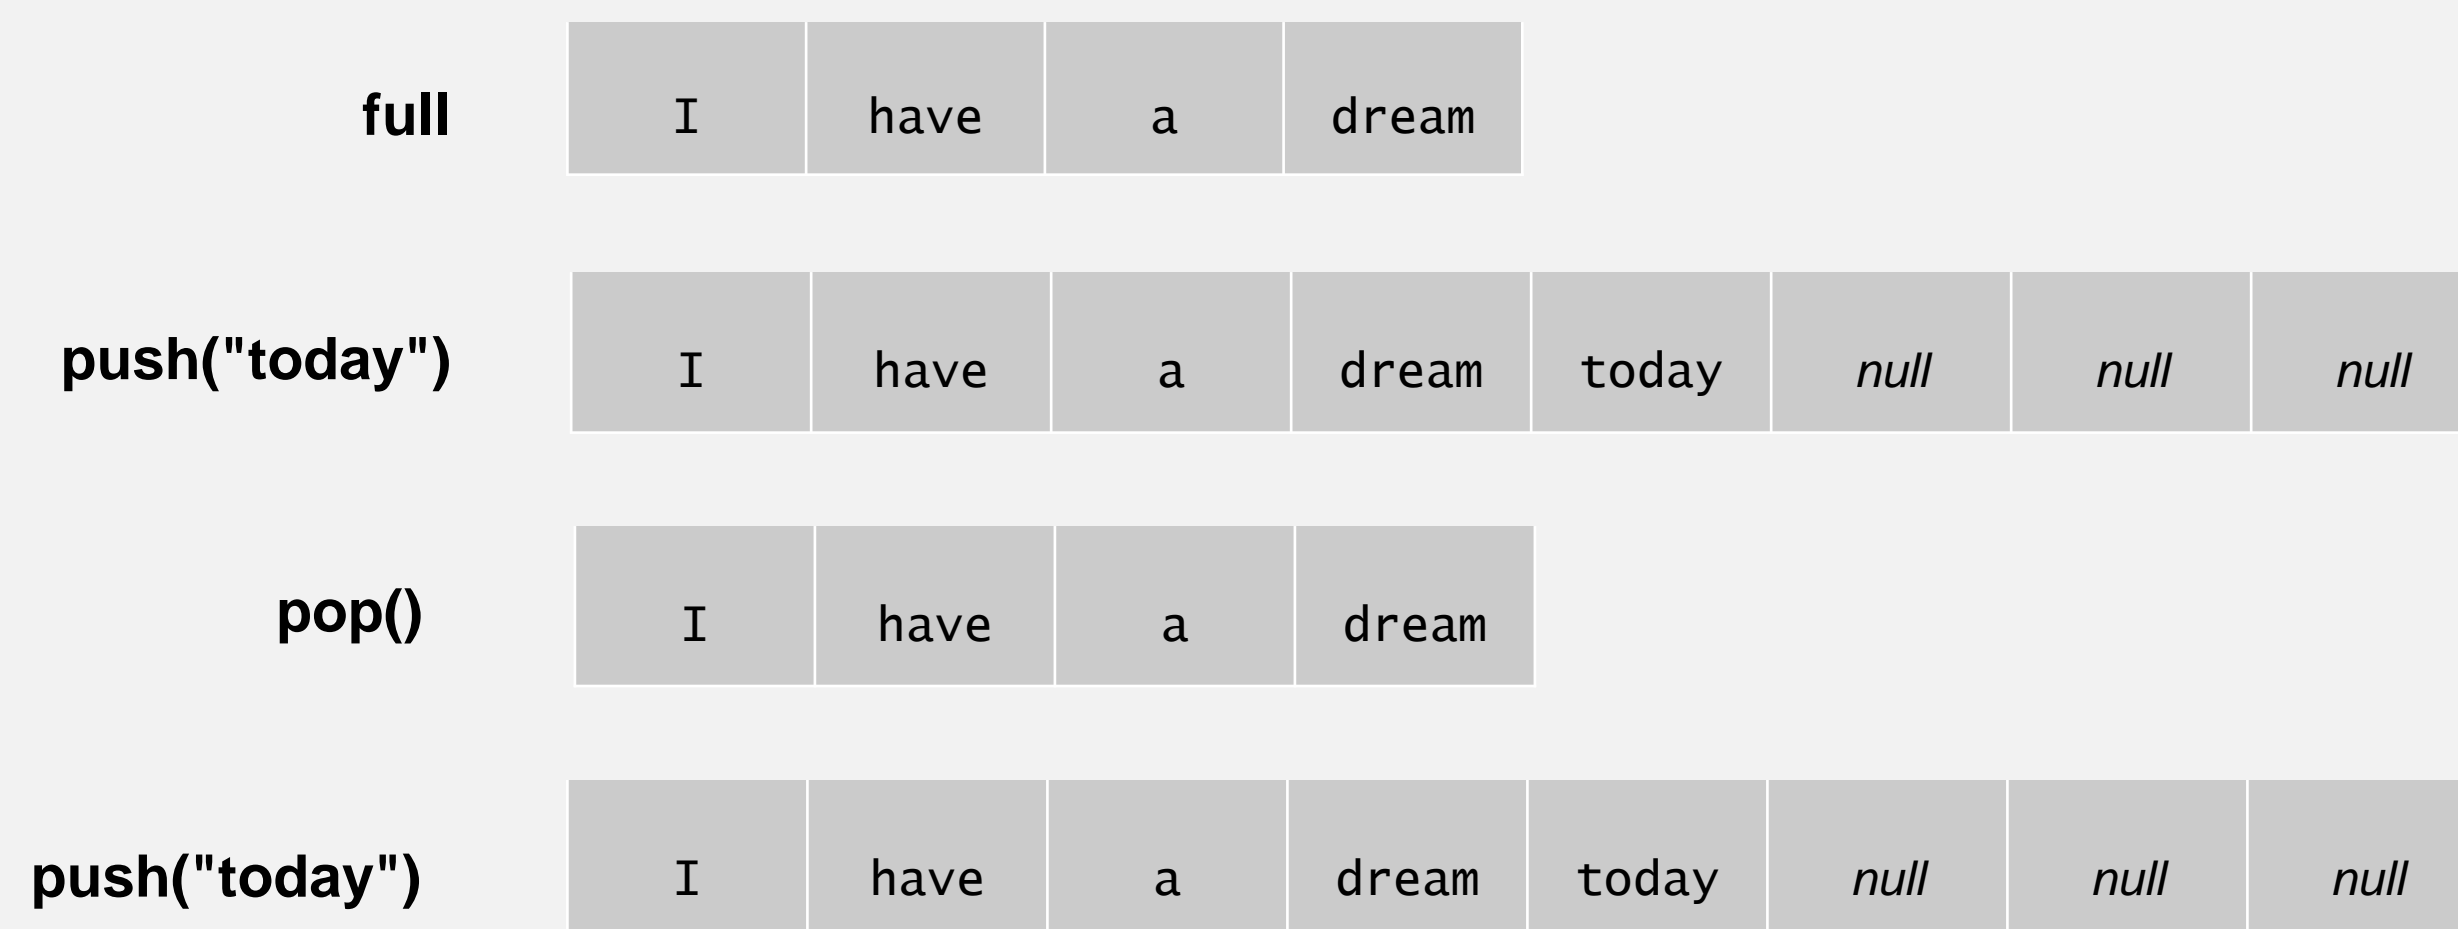 full I have a dream
push("today") I have a dream today null null null
pop() I have a dream
push("today") I have a dream today null null null